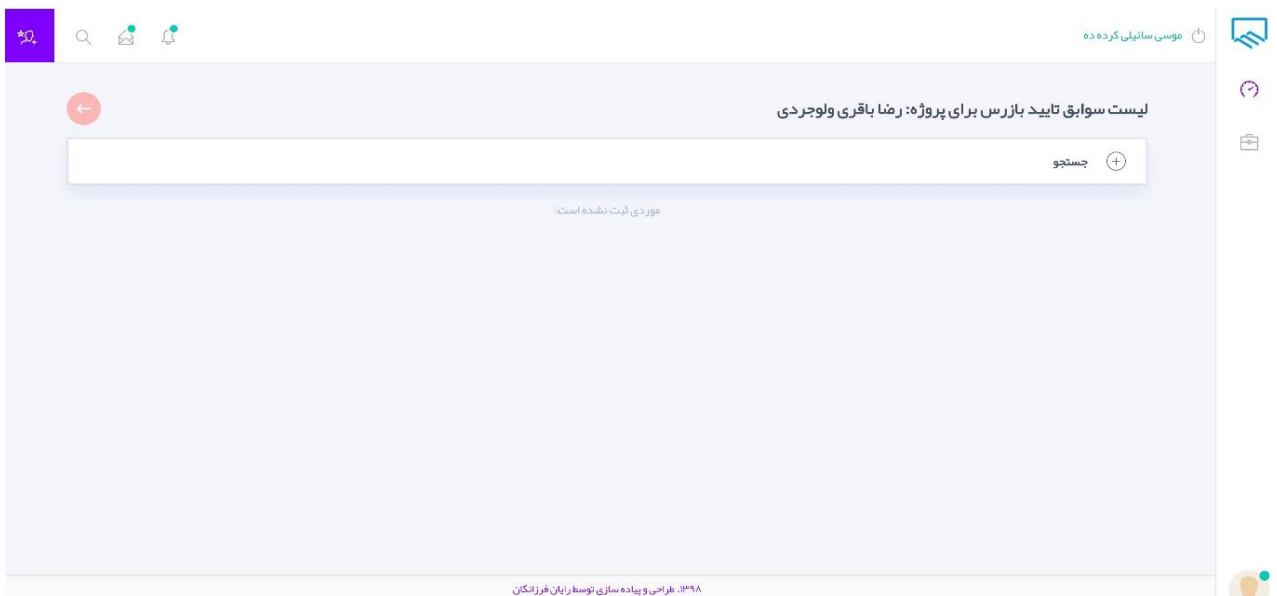 موسی سائیلی کرده ده
لیست سوابق تایید بازرس برای پروژه: رضا باقری ولوجردی
جستجو
موردی ثبت نشده است!
۱۳۹۸. طراحی و پیاده سازی توسط رایان فرزانگان